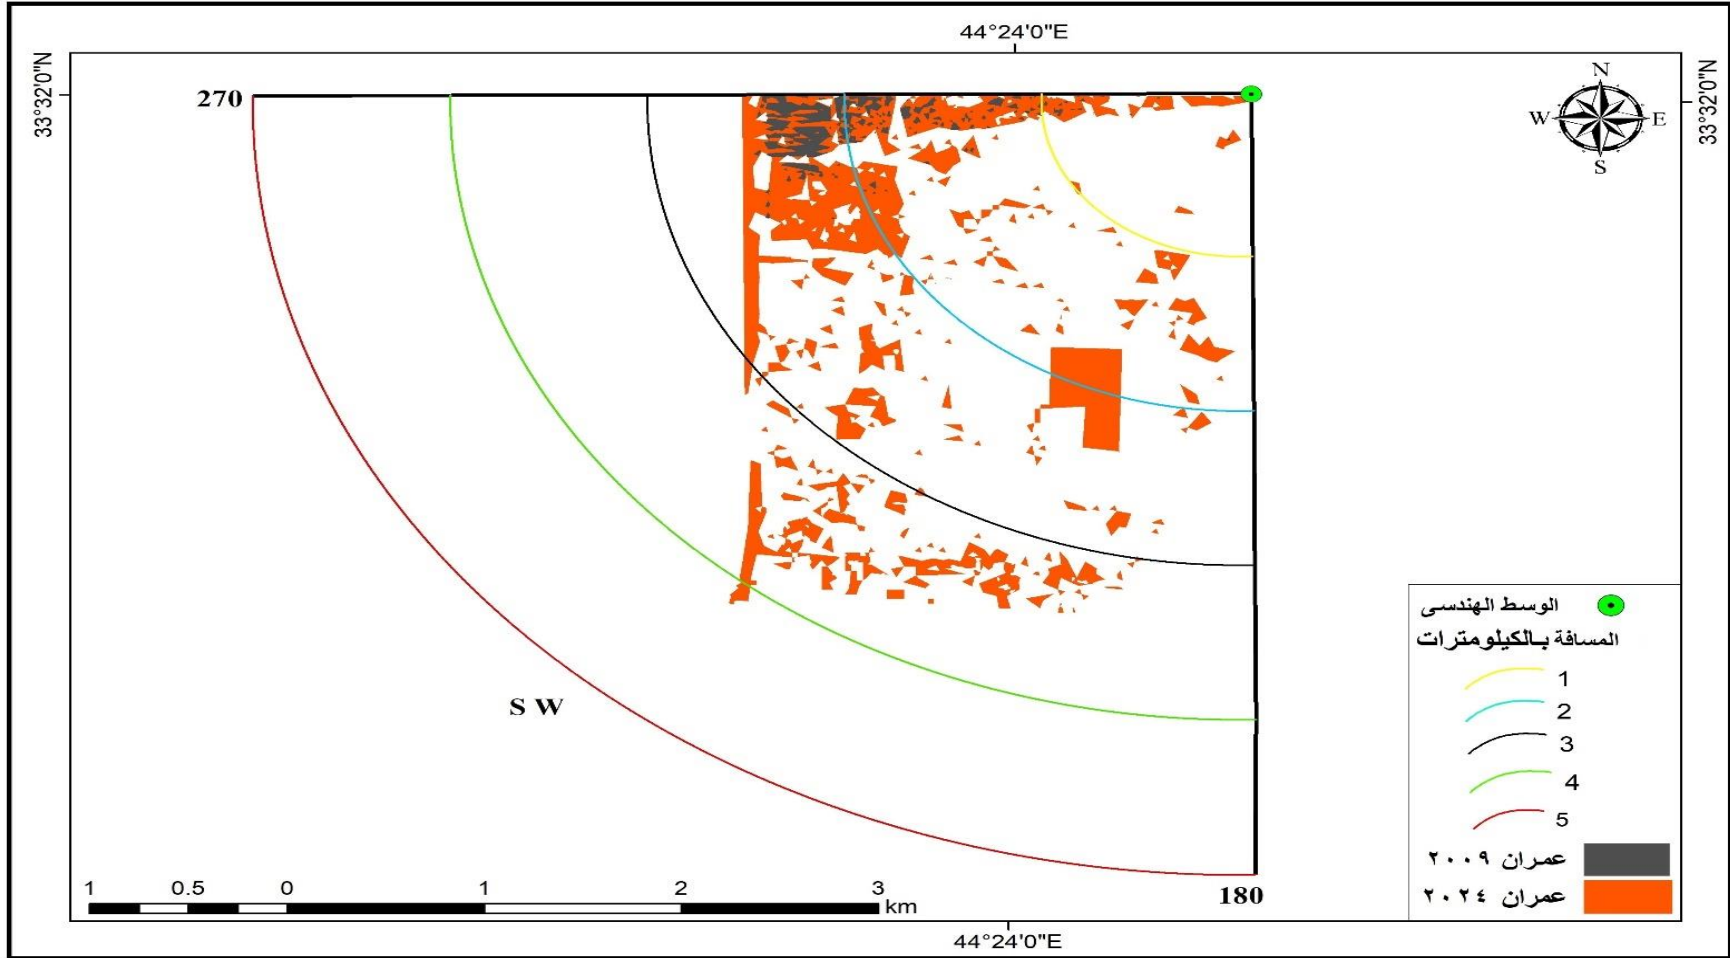 44°24'0"E
33°32'0"N
33°32'0"N
270
N
W
E
S
S W
الوسط الهندسى
المسافة بالكيلومترات
1
2
3
4
5
عمران ٢٠٠٩
عمران ٢٠٢٤
1 0.5 0 1 2 3 km
180
44°24'0"E